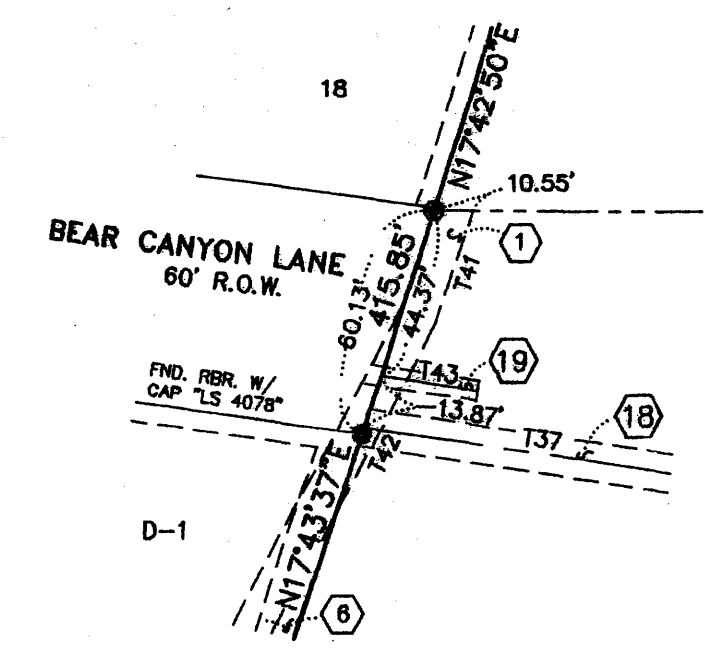 18
N17°42'50"E
10.55'
1
BEAR CANYON LANE
60' R.O.W.
60.13'
415.85'
44.37'
T41
T43
19
FND. RBR. W/
CAP "LS 4078"
13.87'
18
T37
T42
D-1
N17°43'37"E
6